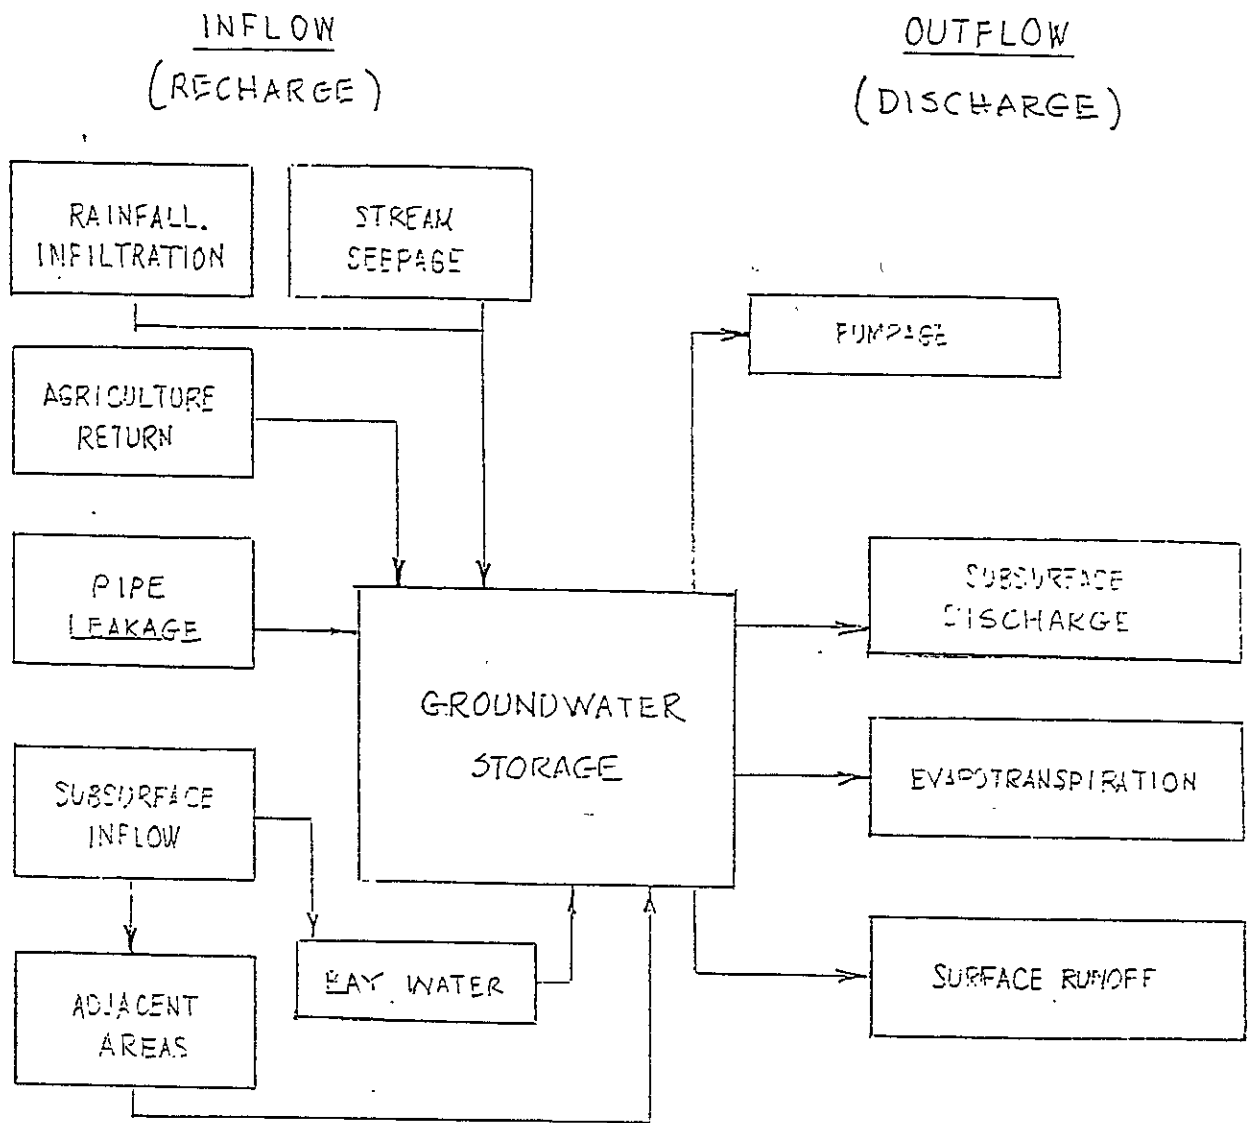 INFLOW
(RECHARGE)
OUTFLOW
(DISCHARGE)
RAINFALL.
INFILTRATION
STREAM
SEEPAGE
PUMPAGE
AGRICULTURE
RETURN
PIPE
LEAKAGE
SUBSURFACE
DISCHARGE
GROUNDWATER
STORAGE
SUBSURFACE
INFLOW
EVAPOTRANSPIRATION
BAY WATER
SURFACE RUNOFF
ADJACENT
AREAS